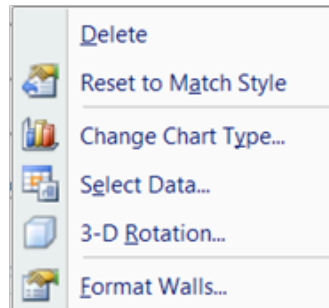 Delete
Reset to Match Style
Change Chart Type...
Select Data...
3-D Rotation...
Format Walls...